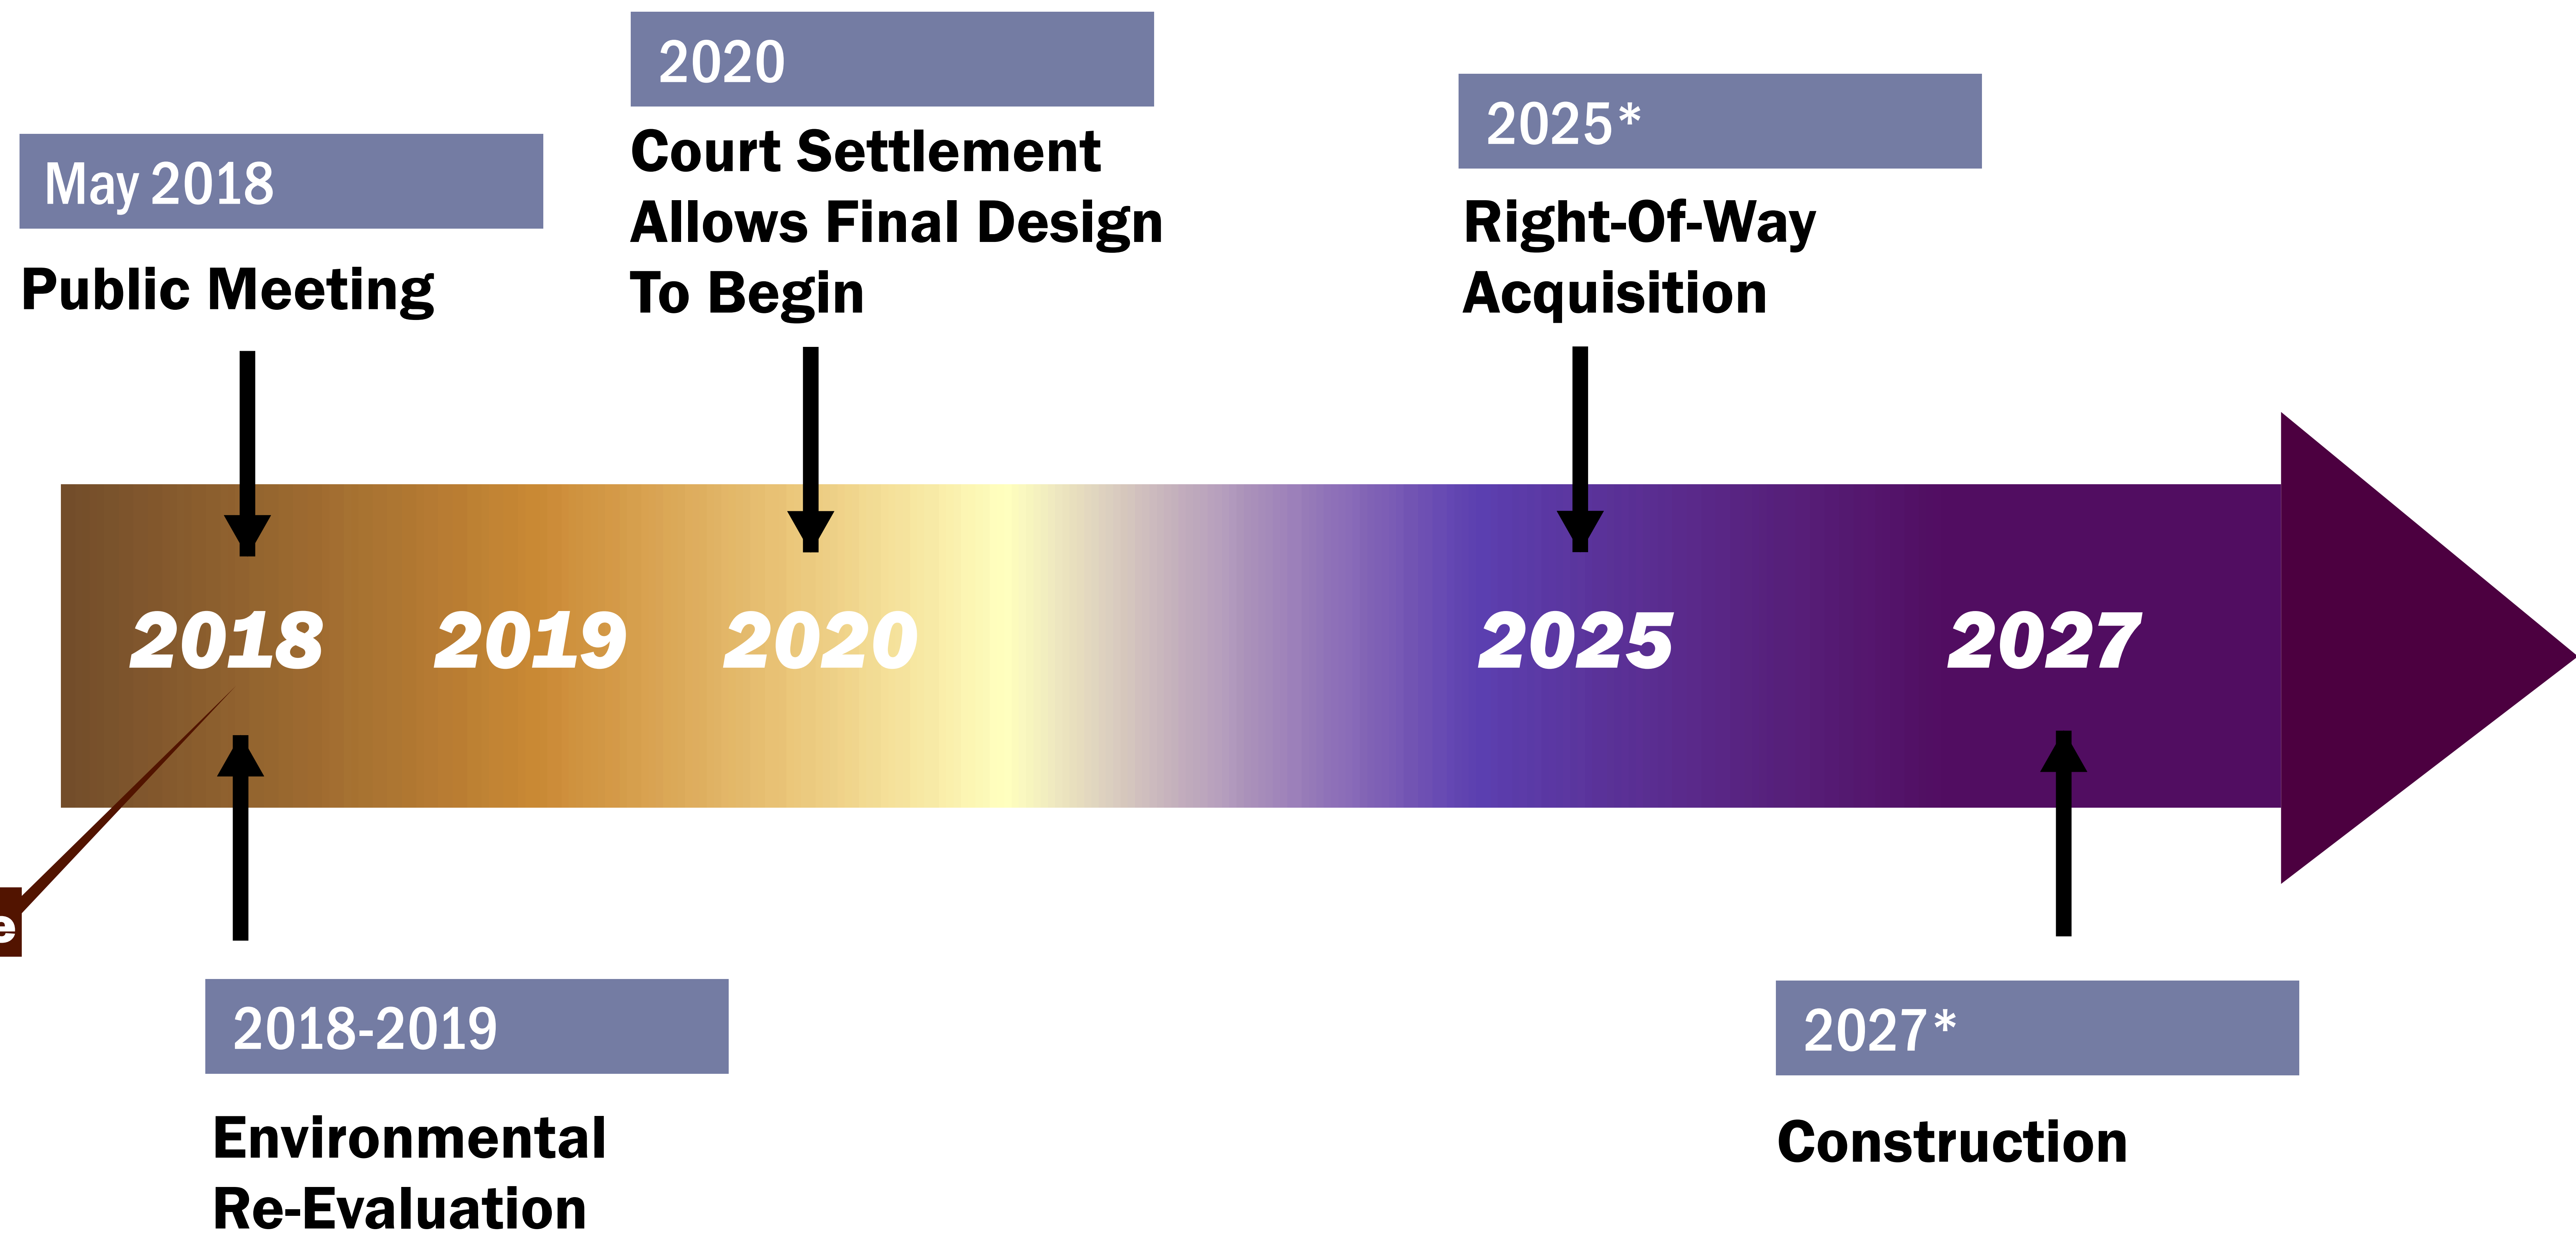 May 2018
Public Meeting
2020
Court Settlement
Allows Final Design
To Begin
2025*
Right-Of-Way
Acquisition
2018
2019
2020
2025
2027
e
2018-2019
Environmental
Re-Evaluation
2027*
Construction